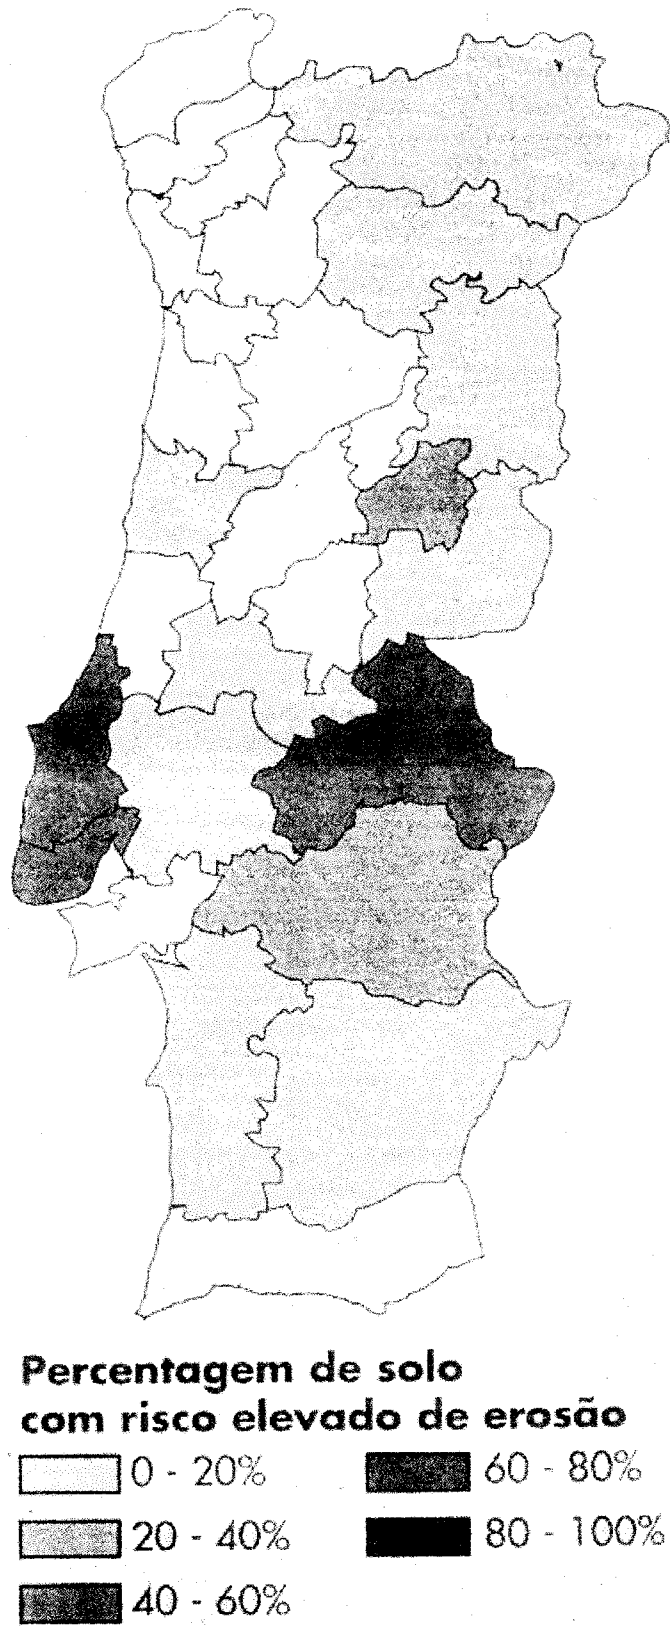 Percentagem de solo
com risco elevado de erosão
0 - 20%
20 - 40%
40 - 60%
60 - 80%
80 - 100%